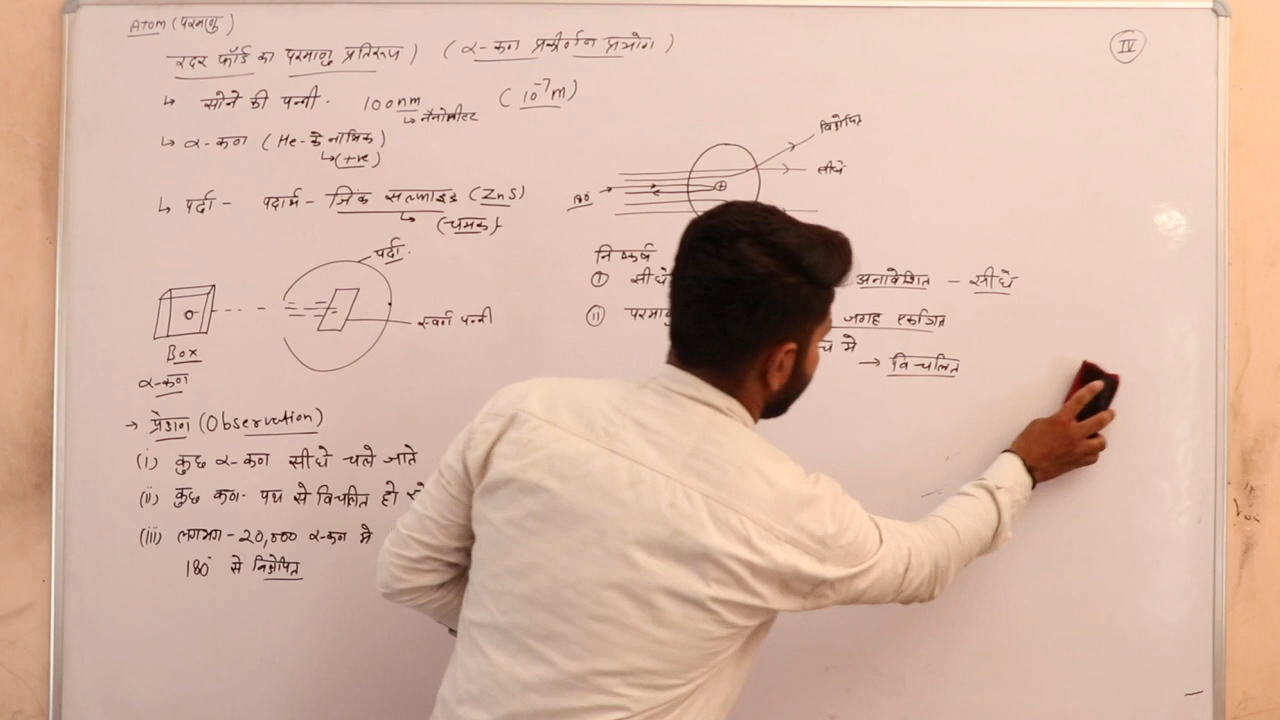 ATOM (परमाणु)
रदर फॉर्ड का परमाणु प्रतिरूप) (α-कण प्रकीर्णन प्रयोग)
IV
↳ सोने की पन्नी - 100nm (10⁻⁷m)
↳ नैनोमीटर
↳ α-कण (He-के नाभिक)
↳ (+ve)
↳ पर्दा - पदार्थ - जिंक सल्फाइड (ZnS)
↳ (चमक)
पर्दा
स्वर्ण पन्नी
Box
α-कण
→ प्रेक्षण (Observation)
(i) कुछ α-कण सीधे चले जाते
(ii) कुछ कण - पथ से विचलित हो
(iii) लगभग - 20,000 α-कण मे
180° से विक्षेपित
विक्षेपित
सीधे
180°
+
निष्कर्ष
(i) सीधे अनावेशित - सीधे
(ii) जगह एकत्रित
मे
→ विचलित